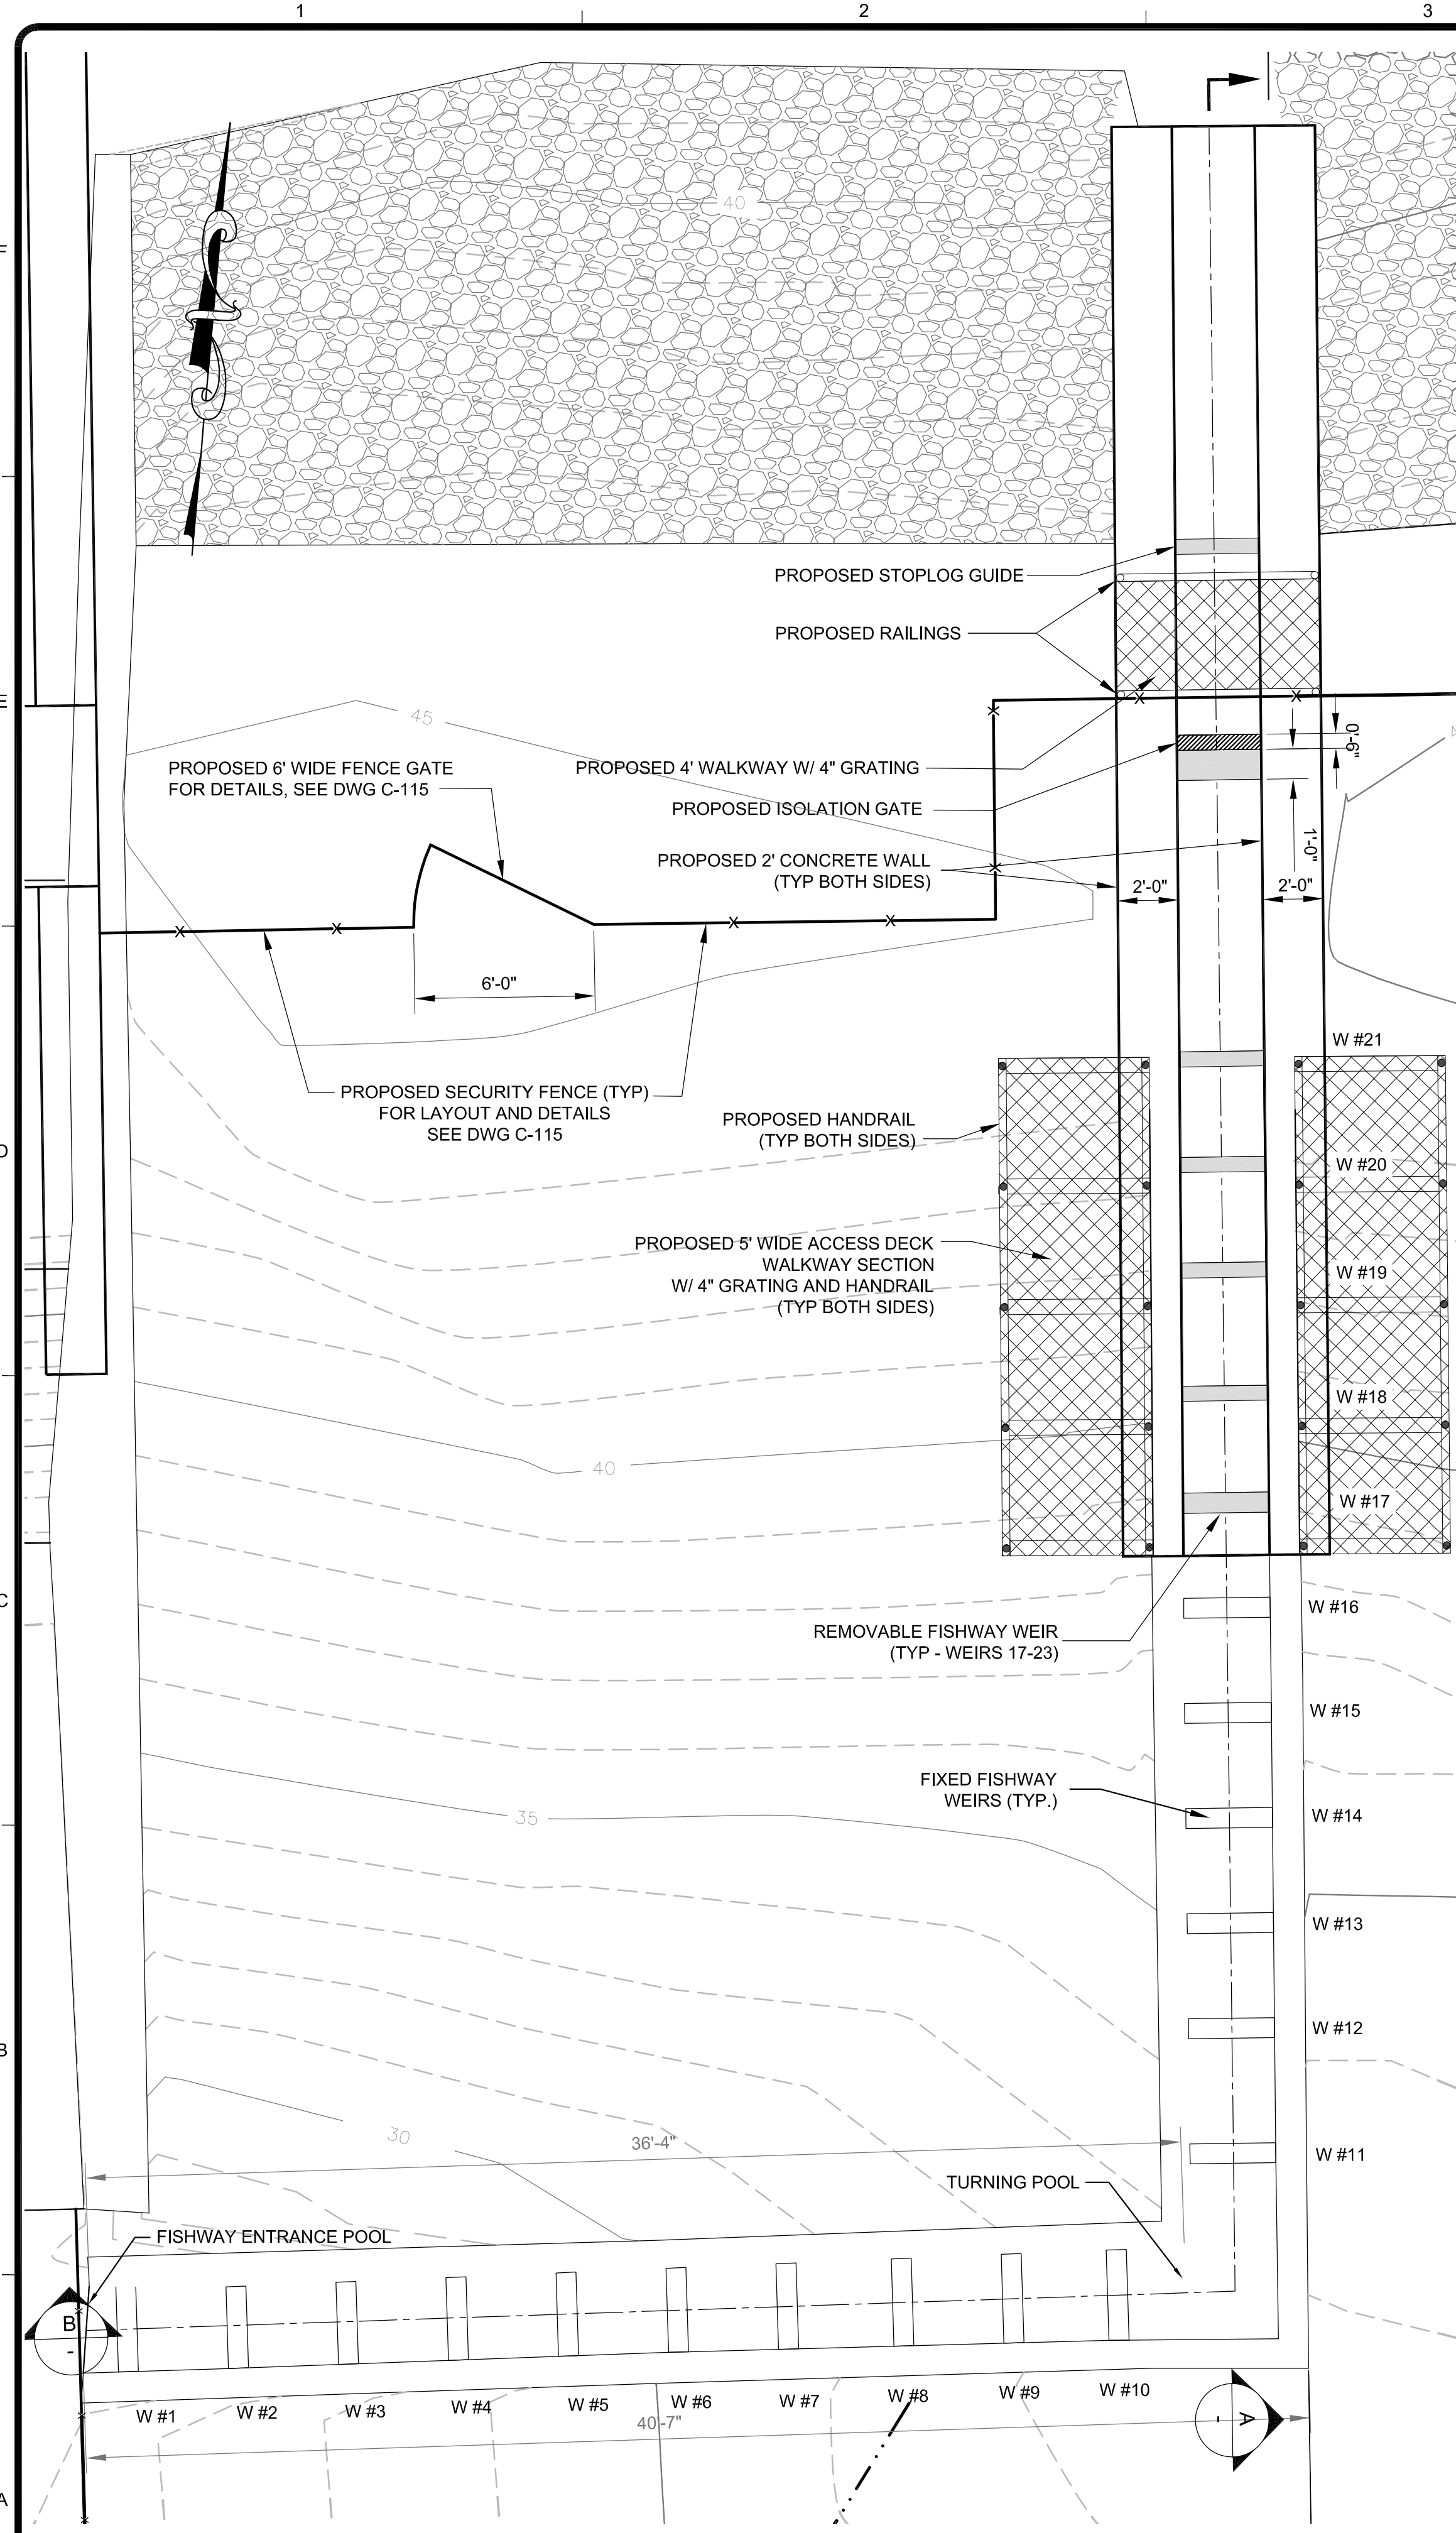 1
2
3
F
40
PROPOSED STOPLOG GUIDE
PROPOSED RAILINGS
E
45
0'-6"
PROPOSED 6' WIDE FENCE GATE
FOR DETAILS, SEE DWG C-115
PROPOSED 4' WALKWAY W/ 4" GRATING
PROPOSED ISOLATION GATE
1'-0"
PROPOSED 2' CONCRETE WALL
(TYP BOTH SIDES)
2'-0"
2'-0"
6'-0"
W #21
PROPOSED SECURITY FENCE (TYP)
FOR LAYOUT AND DETAILS
SEE DWG C-115
PROPOSED HANDRAIL
(TYP BOTH SIDES)
D
W #20
PROPOSED 5' WIDE ACCESS DECK
WALKWAY SECTION
W/ 4" GRATING AND HANDRAIL
(TYP BOTH SIDES)
W #19
W #18
40
W #17
C
W #16
REMOVABLE FISHWAY WEIR
(TYP - WEIRS 17-23)
W #15
FIXED FISHWAY
WEIRS (TYP.)
35
W #14
W #13
W #12
B
30
36'-4"
W #11
TURNING POOL
FISHWAY ENTRANCE POOL
B
-
W #1
W #2
W #3
W #4
W #5
W #6
W #7
W #8
W #9
W #10
40'-7"
A
-
A